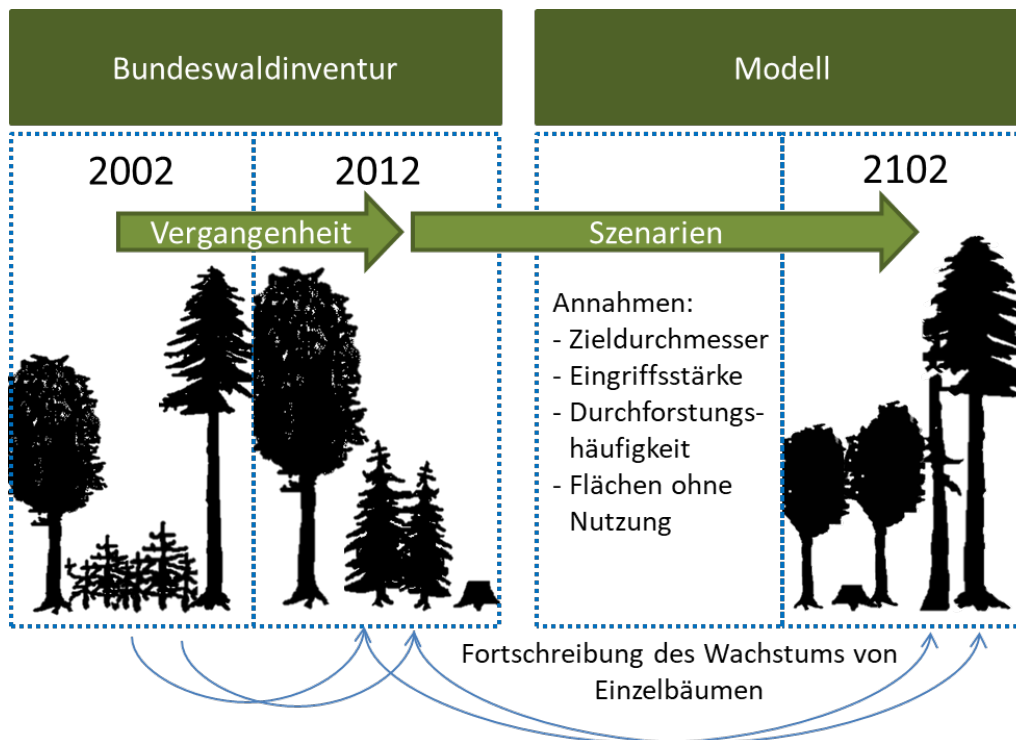 Bundeswaldinventur
Modell
2002
2012
2102
Vergangenheit
Szenarien
Annahmen:
- Zieldurchmesser
- Eingriffsstärke
- Durchforstungs-
häufigkeit
- Flächen ohne
Nutzung
Fortschreibung des Wachstums von
Einzelbäumen